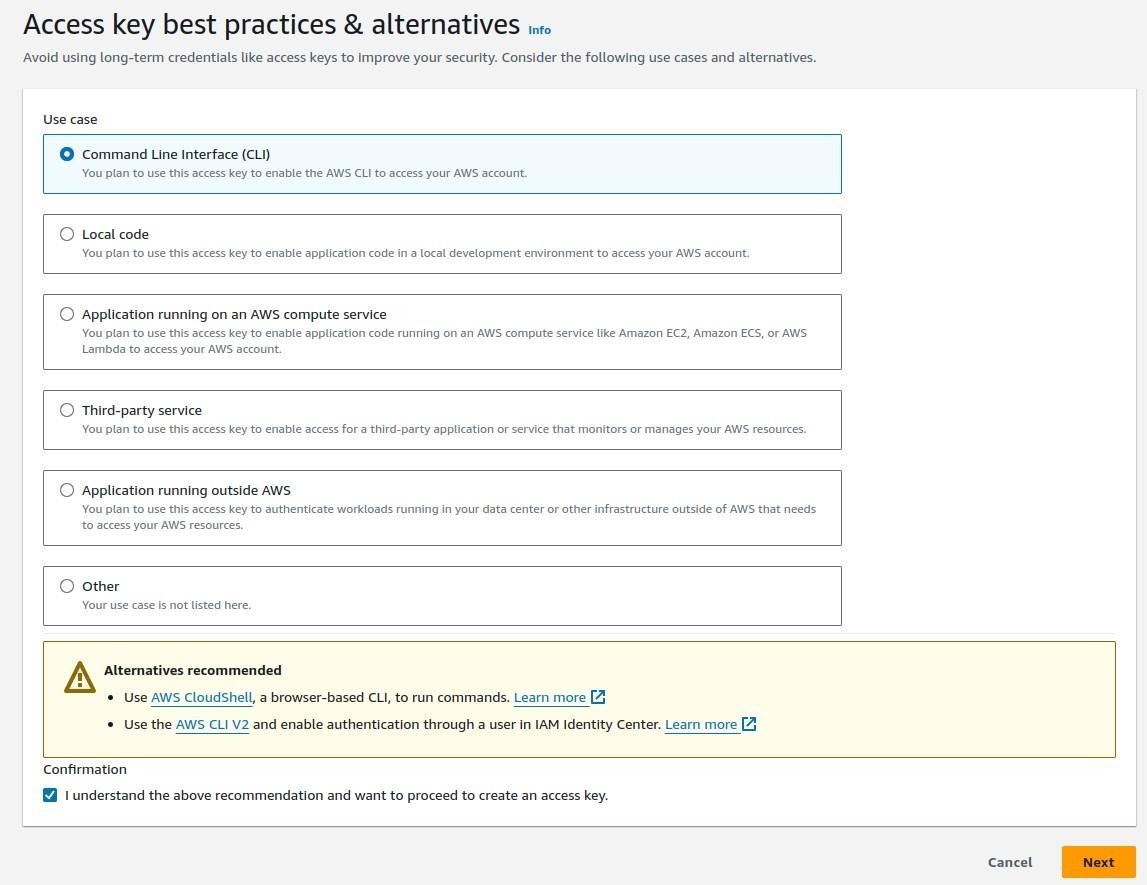 Access key best practices & alternatives Info
Avoid using long-term credentials like access keys to improve your security. Consider the following use cases and alternatives.
Use case
Command Line Interface (CLI)
You plan to use this access key to enable the AWS CLI to access your AWS account.
Local code
You plan to use this access key to enable application code in a local development environment to access your AWS account.
Application running on an AWS compute service
You plan to use this access key to enable application code running on an AWS compute service like Amazon EC2, Amazon ECS, or AWS
Lambda to access your AWS account.
Third-party service
You plan to use this access key to enable access for a third-party application or service that monitors or manages your AWS resources.
Application running outside AWS
You plan to use this access key to authenticate workloads running in your data center or other infrastructure outside of AWS that needs
to access your AWS resources.
Other
Your use case is not listed here.
Alternatives recommended
• Use AWS CloudShell, a browser-based CLI, to run commands. Learn more
• Use the AWS CLI V2 and enable authentication through a user in IAM Identity Center. Learn more
Confirmation
I understand the above recommendation and want to proceed to create an access key.
Cancel Next